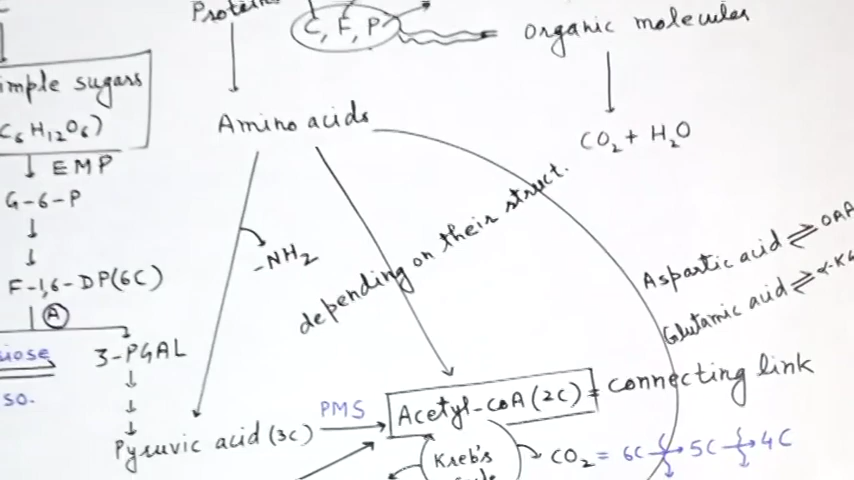 Proteins
C, F, P
Organic molecules
imple sugars
C6H12O6)
Amino acids
CO2 + H2O
EMP
G-6-P
-NH2
depending on their struct.
Aspartic acid ⇌ OAA
Glutamic acid ⇌ α-KG
F-1,6-DP(6C)
A
3-PGAL
so.
Pyruvic acid (3C)
PMS
Acetyl-CoA (2C) = connecting link
Kreb's
CO2 = 6C → 5C → 4C